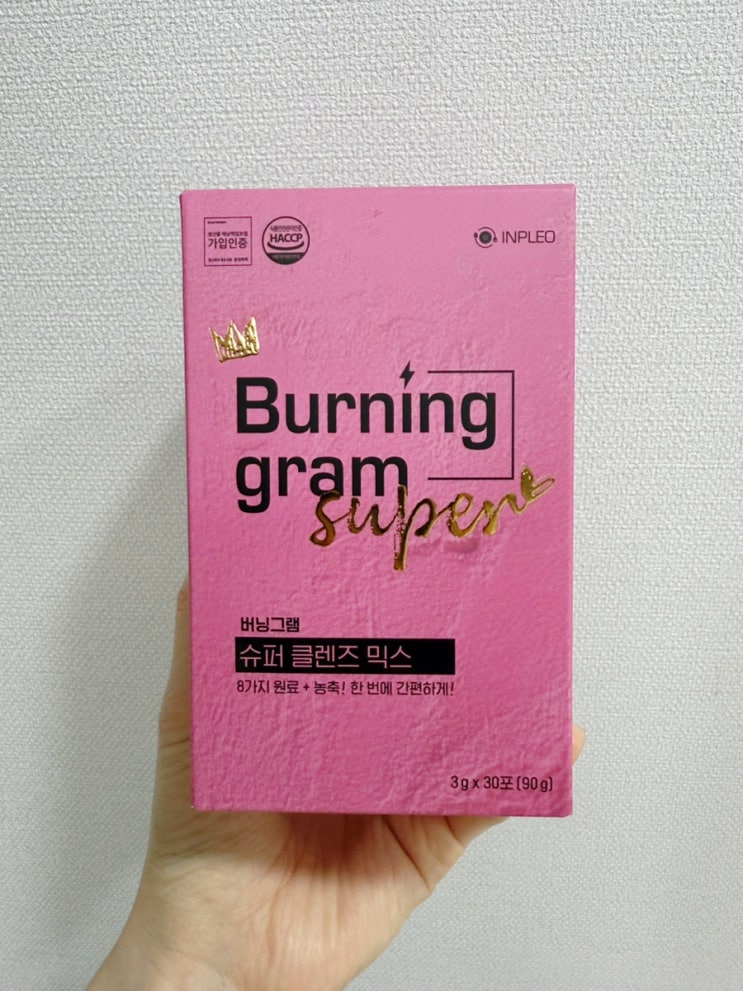 가입인증
HACCP
INPLEO
Burning
gram
super
버닝그램
슈퍼 클렌즈 믹스
8가지 원료 + 농축! 한 번에 간편하게!
3g x 30포 (90g)